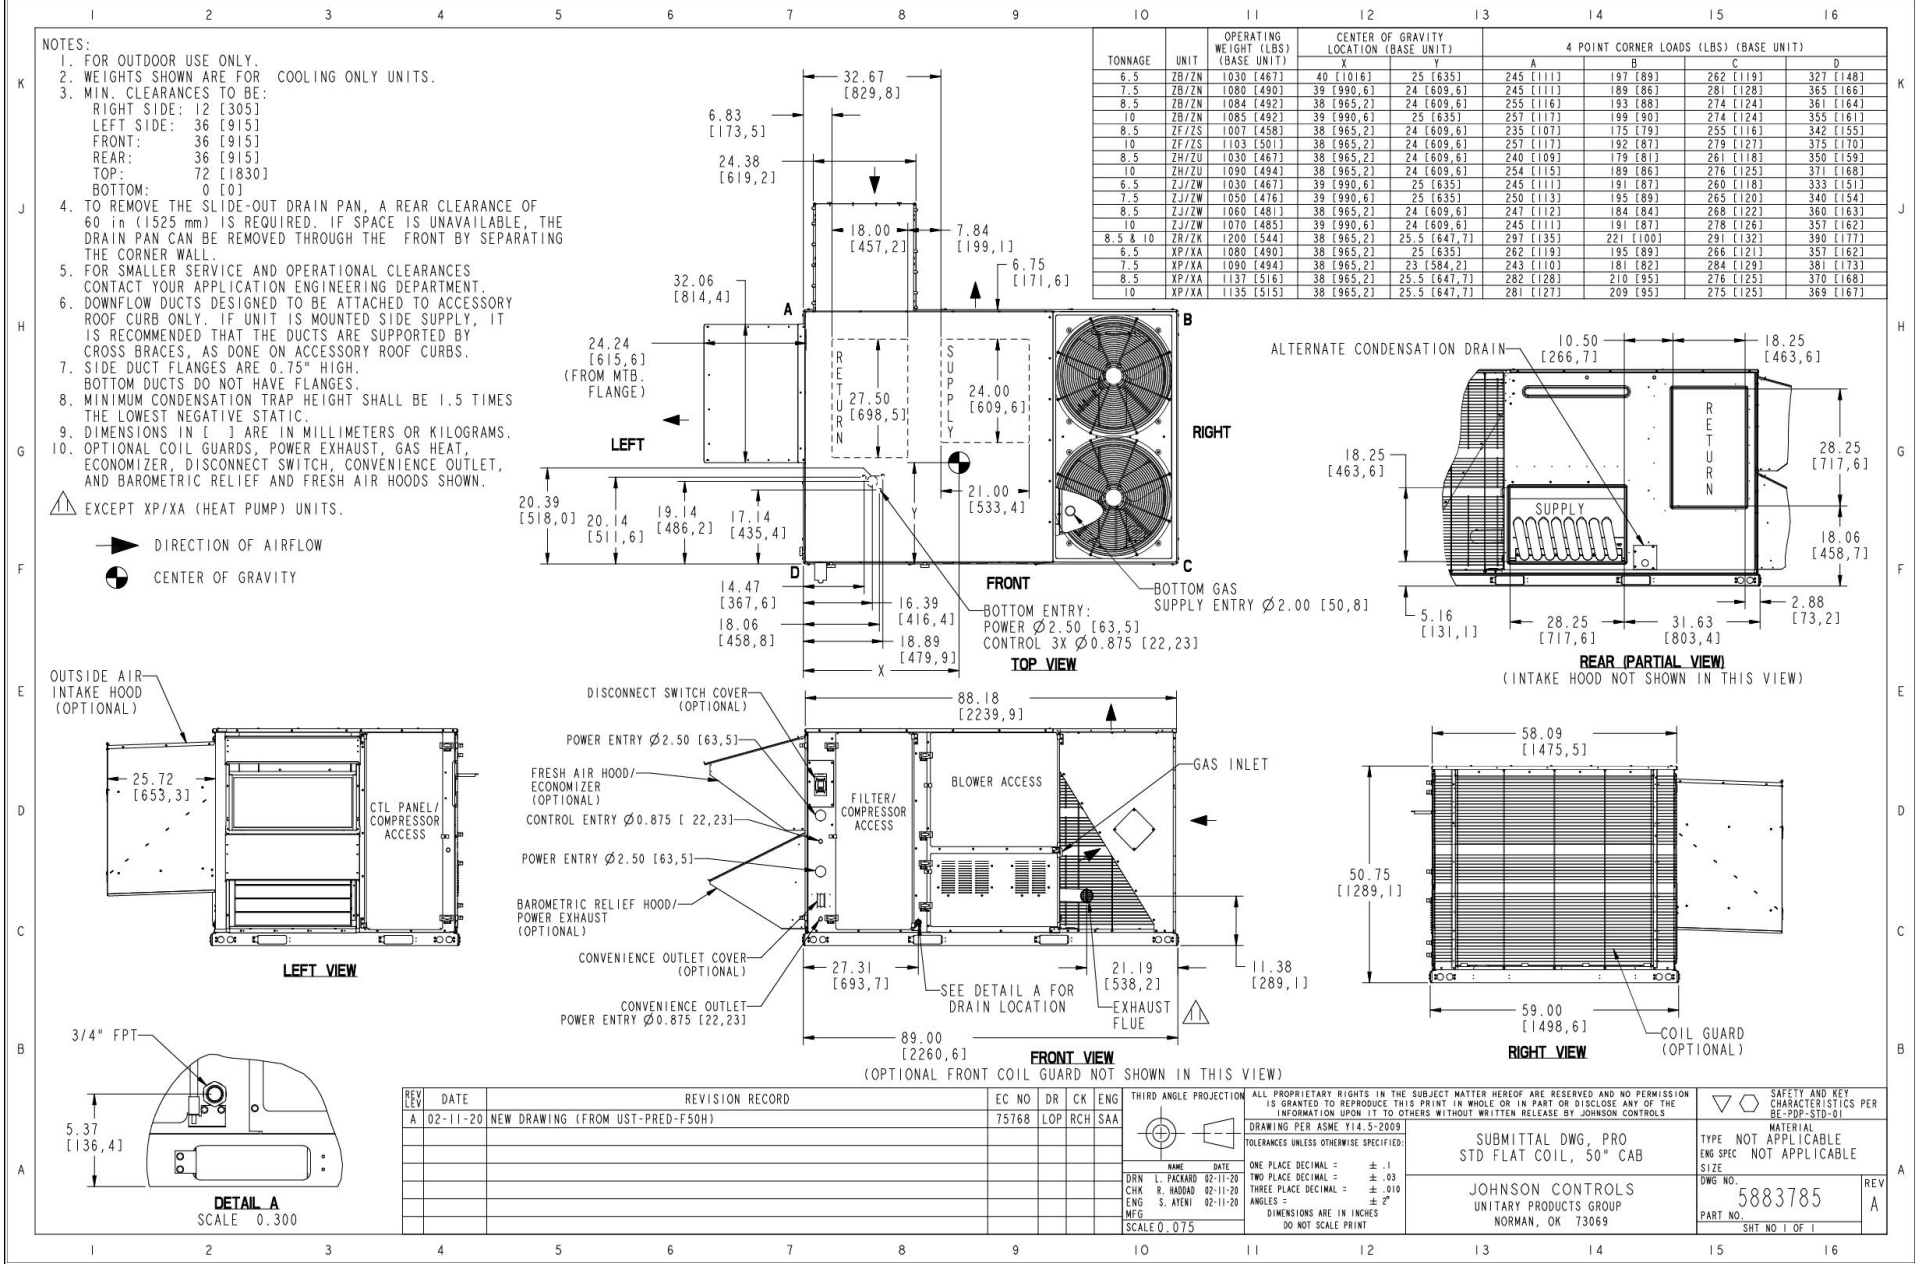 1 2 3 4 5 6 7 8 9 10 11 12 13 14 15 16
K
J
H
G
F
E
D
C
B
A
NOTES:
1. FOR OUTDOOR USE ONLY.
2. WEIGHTS SHOWN ARE FOR COOLING ONLY UNITS.
3. MIN. CLEARANCES TO BE:
RIGHT SIDE: 12 [305]
LEFT SIDE: 36 [915]
FRONT: 36 [915]
REAR: 36 [915]
TOP: 72 [1830]
BOTTOM: 0 [0]
4. TO REMOVE THE SLIDE-OUT DRAIN PAN, A REAR CLEARANCE OF
60 in (1525 mm) IS REQUIRED. IF SPACE IS UNAVAILABLE, THE
DRAIN PAN CAN BE REMOVED THROUGH THE FRONT BY SEPARATING
THE CORNER WALL.
5. FOR SMALLER SERVICE AND OPERATIONAL CLEARANCES
CONTACT YOUR APPLICATION ENGINEERING DEPARTMENT.
6. DOWNFLOW DUCTS DESIGNED TO BE ATTACHED TO ACCESSORY
ROOF CURB ONLY. IF UNIT IS MOUNTED SIDE SUPPLY, IT
IS RECOMMENDED THAT THE DUCTS ARE SUPPORTED BY
CROSS BRACES, AS DONE ON ACCESSORY ROOF CURBS.
7. SIDE DUCT FLANGES ARE 0.75" HIGH.
BOTTOM DUCTS DO NOT HAVE FLANGES.
8. MINIMUM CONDENSATION TRAP HEIGHT SHALL BE 1.5 TIMES
THE LOWEST NEGATIVE STATIC.
9. DIMENSIONS IN [ ] ARE IN MILLIMETERS OR KILOGRAMS.
10. OPTIONAL COIL GUARDS, POWER EXHAUST, GAS HEAT,
ECONOMIZER, DISCONNECT SWITCH, CONVENIENCE OUTLET,
AND BAROMETRIC RELIEF AND FRESH AIR HOODS SHOWN.
11 EXCEPT XP/XA (HEAT PUMP) UNITS.
DIRECTION OF AIRFLOW
CENTER OF GRAVITY
TONNAGE UNIT OPERATING WEIGHT (LBS) (BASE UNIT) CENTER OF GRAVITY LOCATION (BASE UNIT) 4 POINT CORNER LOADS (LBS) (BASE UNIT)
X Y A B C D
6.5 ZB/ZN 1030 [467] 40 [1016] 25 [635] 245 [111] 197 [89] 262 [119] 327 [148]
7.5 ZB/ZN 1080 [490] 39 [990,6] 24 [609,6] 245 [111] 189 [86] 281 [128] 365 [166]
8.5 ZB/ZN 1084 [492] 38 [965,2] 24 [609,6] 255 [116] 193 [88] 274 [124] 361 [164]
10 ZB/ZN 1085 [492] 39 [990,6] 25 [635] 257 [117] 199 [90] 274 [124] 355 [161]
8.5 ZF/ZS 1007 [458] 38 [965,2] 24 [609,6] 235 [107] 175 [79] 255 [116] 342 [155]
10 ZF/ZS 1103 [501] 38 [965,2] 24 [609,6] 257 [117] 192 [87] 279 [127] 375 [170]
8.5 ZH/ZU 1030 [467] 38 [965,2] 24 [609,6] 240 [109] 179 [81] 261 [118] 350 [159]
10 ZH/ZU 1090 [494] 38 [965,2] 24 [609,6] 254 [115] 189 [86] 276 [125] 371 [168]
6.5 ZJ/ZW 1030 [467] 39 [990,6] 25 [635] 245 [111] 191 [87] 260 [118] 333 [151]
7.5 ZJ/ZW 1050 [476] 39 [990,6] 25 [635] 250 [113] 195 [89] 265 [120] 340 [154]
8.5 ZJ/ZW 1060 [481] 38 [965,2] 24 [609,6] 247 [112] 184 [84] 268 [122] 360 [163]
10 ZJ/ZW 1070 [485] 39 [990,6] 24 [609,6] 245 [111] 191 [87] 278 [126] 357 [162]
8.5 & 10 ZR/ZK 1200 [544] 38 [965,2] 25.5 [647,7] 297 [135] 221 [100] 291 [132] 390 [177]
6.5 XP/XA 1080 [490] 38 [965,2] 25 [635] 262 [119] 195 [89] 266 [121] 357 [162]
7.5 XP/XA 1090 [494] 38 [965,2] 23 [584,2] 243 [110] 181 [82] 284 [129] 381 [173]
8.5 XP/XA 1137 [516] 38 [965,2] 25.5 [647,7] 282 [128] 210 [95] 276 [125] 370 [168]
10 XP/XA 1135 [515] 38 [965,2] 25.5 [647,7] 281 [127] 209 [95] 275 [125] 369 [167]
32.67
[829,8]
6.83
[173,5]
24.38
[619,2]
18.00
[457,2]
7.84
[199,1]
6.75
[171,6]
32.06
[814,4]
A
B
24.24
[615,6]
(FROM MTB.
FLANGE)
RETURN
SUPPLY
27.50
[698,5]
24.00
[609,6]
LEFT
RIGHT
21.00
[533,4]
20.39
[518,0]
20.14
[511,6]
19.14
[486,2]
17.14
[435,4]
Y
D
C
FRONT
14.47
[367,6]
16.39
[416,4]
18.06
[458,8]
18.89
[479,9]
X
BOTTOM GAS
SUPPLY ENTRY Ø2.00 [50,8]
BOTTOM ENTRY:
POWER Ø2.50 [63,5]
CONTROL 3X Ø0.875 [22,23]
TOP VIEW
ALTERNATE CONDENSATION DRAIN
10.50
[266,7]
18.25
[463,6]
RETURN
28.25
[717,6]
18.25
[463,6]
SUPPLY
18.06
[458,7]
5.16
[131,1]
28.25
[717,6]
31.63
[803,4]
2.88
[73,2]
REAR (PARTIAL VIEW)
(INTAKE HOOD NOT SHOWN IN THIS VIEW)
OUTSIDE AIR
INTAKE HOOD
(OPTIONAL)
25.72
[653,3]
CTL PANEL/
COMPRESSOR
ACCESS
LEFT VIEW
DISCONNECT SWITCH COVER
(OPTIONAL)
POWER ENTRY Ø2.50 [63,5]
FRESH AIR HOOD/
ECONOMIZER
(OPTIONAL)
CONTROL ENTRY Ø0.875 [ 22,23]
POWER ENTRY Ø2.50 [63,5]
BAROMETRIC RELIEF HOOD/
POWER EXHAUST
(OPTIONAL)
CONVENIENCE OUTLET COVER
(OPTIONAL)
CONVENIENCE OUTLET
POWER ENTRY Ø0.875 [22,23]
88.18
[2239,9]
FILTER/
COMPRESSOR
ACCESS
BLOWER ACCESS
GAS INLET
27.31
[693,7]
SEE DETAIL A FOR
DRAIN LOCATION
21.19
[538,2]
11.38
[289,1]
EXHAUST
FLUE
11
89.00
[2260,6]
FRONT VIEW
(OPTIONAL FRONT COIL GUARD NOT SHOWN IN THIS VIEW)
58.09
[1475,5]
50.75
[1289,1]
59.00
[1498,6]
COIL GUARD
(OPTIONAL)
RIGHT VIEW
3/4" FPT
5.37
[136,4]
DETAIL A
SCALE 0.300
REV LEV DATE REVISION RECORD EC NO DR CK ENG
A 02-11-20 NEW DRAWING (FROM UST-PRED-F50H) 75768 LOP RCH SAA
THIRD ANGLE PROJECTION
NAME DATE
DRN L. PACKARD 02-11-20
CHK R. HADDAD 02-11-20
ENG S. AYENI 02-11-20
MFG
SCALE 0.075
ALL PROPRIETARY RIGHTS IN THE SUBJECT MATTER HEREOF ARE RESERVED AND NO PERMISSION
IS GRANTED TO REPRODUCE THIS PRINT IN WHOLE OR IN PART OR DISCLOSE ANY OF THE
INFORMATION UPON IT TO OTHERS WITHOUT WRITTEN RELEASE BY JOHNSON CONTROLS
DRAWING PER ASME Y14.5-2009
TOLERANCES UNLESS OTHERWISE SPECIFIED:
ONE PLACE DECIMAL = ± .1
TWO PLACE DECIMAL = ± .03
THREE PLACE DECIMAL = ± .010
ANGLES = ± 2°
DIMENSIONS ARE IN INCHES
DO NOT SCALE PRINT
SUBMITTAL DWG, PRO
STD FLAT COIL, 50" CAB
JOHNSON CONTROLS
UNITARY PRODUCTS GROUP
NORMAN, OK 73069
SAFETY AND KEY
CHARACTERISTICS PER
BE-PDP-STD-01
MATERIAL
TYPE NOT APPLICABLE
ENG SPEC NOT APPLICABLE
SIZE
DWG NO. 5883785
PART NO.
REV
A
SHT NO 1 OF 1
1 2 3 4 5 6 7 8 9 10 11 12 13 14 15 16
K
J
H
G
F
E
D
C
B
A